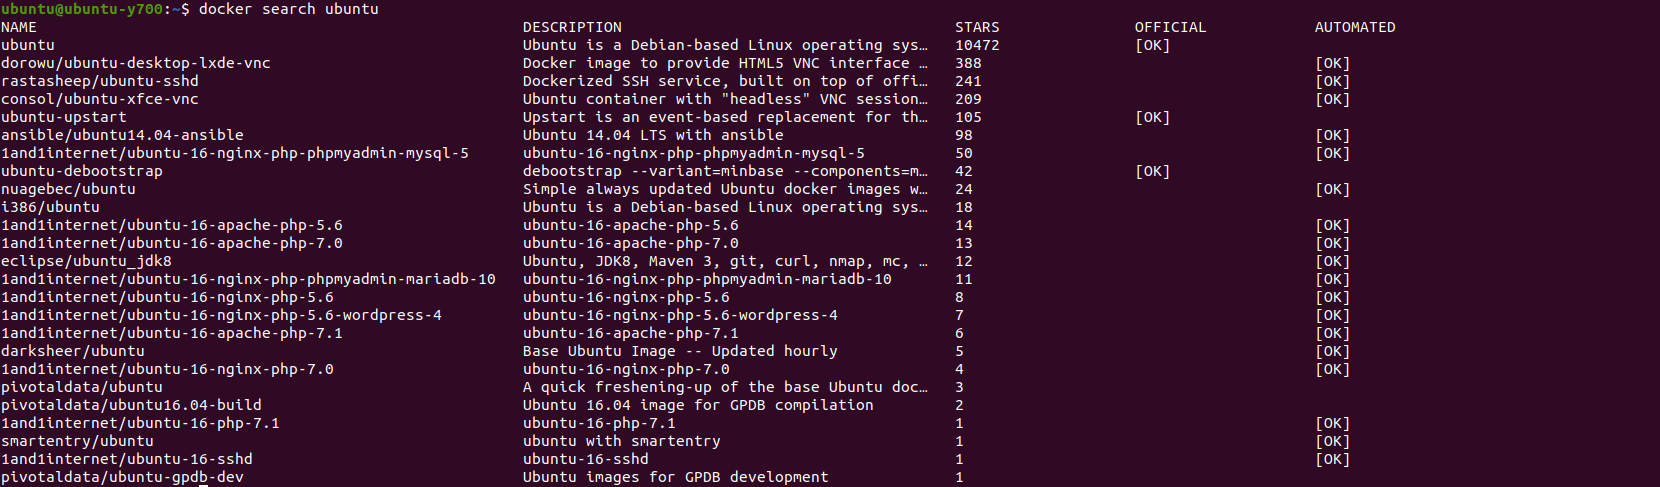 ubuntu@ubuntu-y700:~$ docker search ubuntu
NAME DESCRIPTION STARS OFFICIAL AUTOMATED
ubuntu Ubuntu is a Debian-based Linux operating sys… 10472 [OK]
dorowu/ubuntu-desktop-lxde-vnc Docker image to provide HTML5 VNC interface … 388 [OK]
rastasheep/ubuntu-sshd Dockerized SSH service, built on top of offi… 241 [OK]
consol/ubuntu-xfce-vnc Ubuntu container with "headless" VNC session… 209 [OK]
ubuntu-upstart Upstart is an event-based replacement for th… 105 [OK]
ansible/ubuntu14.04-ansible Ubuntu 14.04 LTS with ansible 98 [OK]
1and1internet/ubuntu-16-nginx-php-phpmyadmin-mysql-5 ubuntu-16-nginx-php-phpmyadmin-mysql-5 50 [OK]
ubuntu-debootstrap debootstrap --variant=minbase --components=m… 42 [OK]
nuagebec/ubuntu Simple always updated Ubuntu docker images w… 24 [OK]
i386/ubuntu Ubuntu is a Debian-based Linux operating sys… 18
1and1internet/ubuntu-16-apache-php-5.6 ubuntu-16-apache-php-5.6 14 [OK]
1and1internet/ubuntu-16-apache-php-7.0 ubuntu-16-apache-php-7.0 13 [OK]
eclipse/ubuntu_jdk8 Ubuntu, JDK8, Maven 3, git, curl, nmap, mc, … 12 [OK]
1and1internet/ubuntu-16-nginx-php-phpmyadmin-mariadb-10 ubuntu-16-nginx-php-phpmyadmin-mariadb-10 11 [OK]
1and1internet/ubuntu-16-nginx-php-5.6 ubuntu-16-nginx-php-5.6 8 [OK]
1and1internet/ubuntu-16-nginx-php-5.6-wordpress-4 ubuntu-16-nginx-php-5.6-wordpress-4 7 [OK]
1and1internet/ubuntu-16-apache-php-7.1 ubuntu-16-apache-php-7.1 6 [OK]
darksheer/ubuntu Base Ubuntu Image -- Updated hourly 5 [OK]
1and1internet/ubuntu-16-nginx-php-7.0 ubuntu-16-nginx-php-7.0 4 [OK]
pivotaldata/ubuntu A quick freshening-up of the base Ubuntu doc… 3
pivotaldata/ubuntu16.04-build Ubuntu 16.04 image for GPDB compilation 2
1and1internet/ubuntu-16-php-7.1 ubuntu-16-php-7.1 1 [OK]
smartentry/ubuntu ubuntu with smartentry 1 [OK]
1and1internet/ubuntu-16-sshd ubuntu-16-sshd 1 [OK]
pivotaldata/ubuntu-gpdb-dev Ubuntu images for GPDB development 1